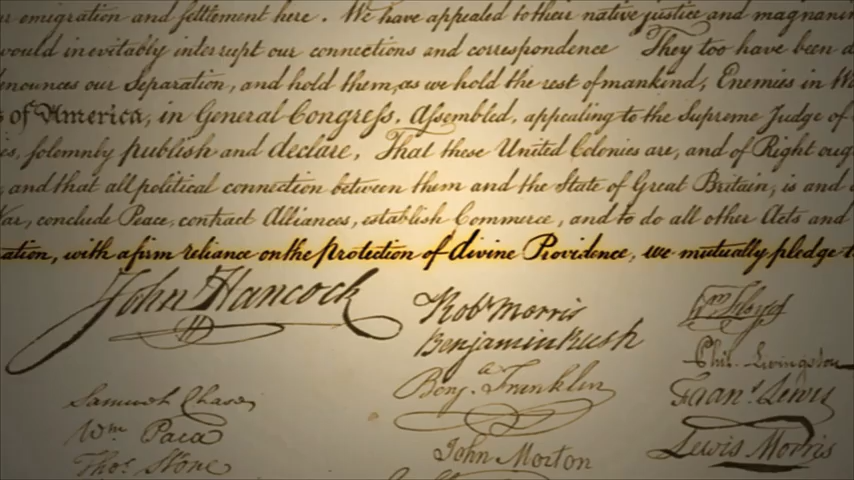 emigration and settlement here. We have appealed to their native justice and magnanim
would inevitably interrupt our connections and correspondence They too have been d
nounces our Separation, and hold them, as we hold the rest of mankind, Enemies in Wa
s of America, in General Congress, Assembled, appealing to the Supreme Judge of
es, solemnly publish and declare, That these United Colonies are, and of Right oug
, and that all political connection between them and the State of Great Britain, is and
War, conclude Peace, contract Alliances, establish Commerce, and to do all other Acts and
ation, with a firm reliance on the Protection of divine Providence, we mutually pledge t
John Hancock
Robt Morris
Benjamin Rush
Benja. Franklin
John Morton
Wm Floyd
Phil. Livingston
Frans. Lewis
Lewis Morris
Samuel Chase
Wm Paca
Thos. Stone